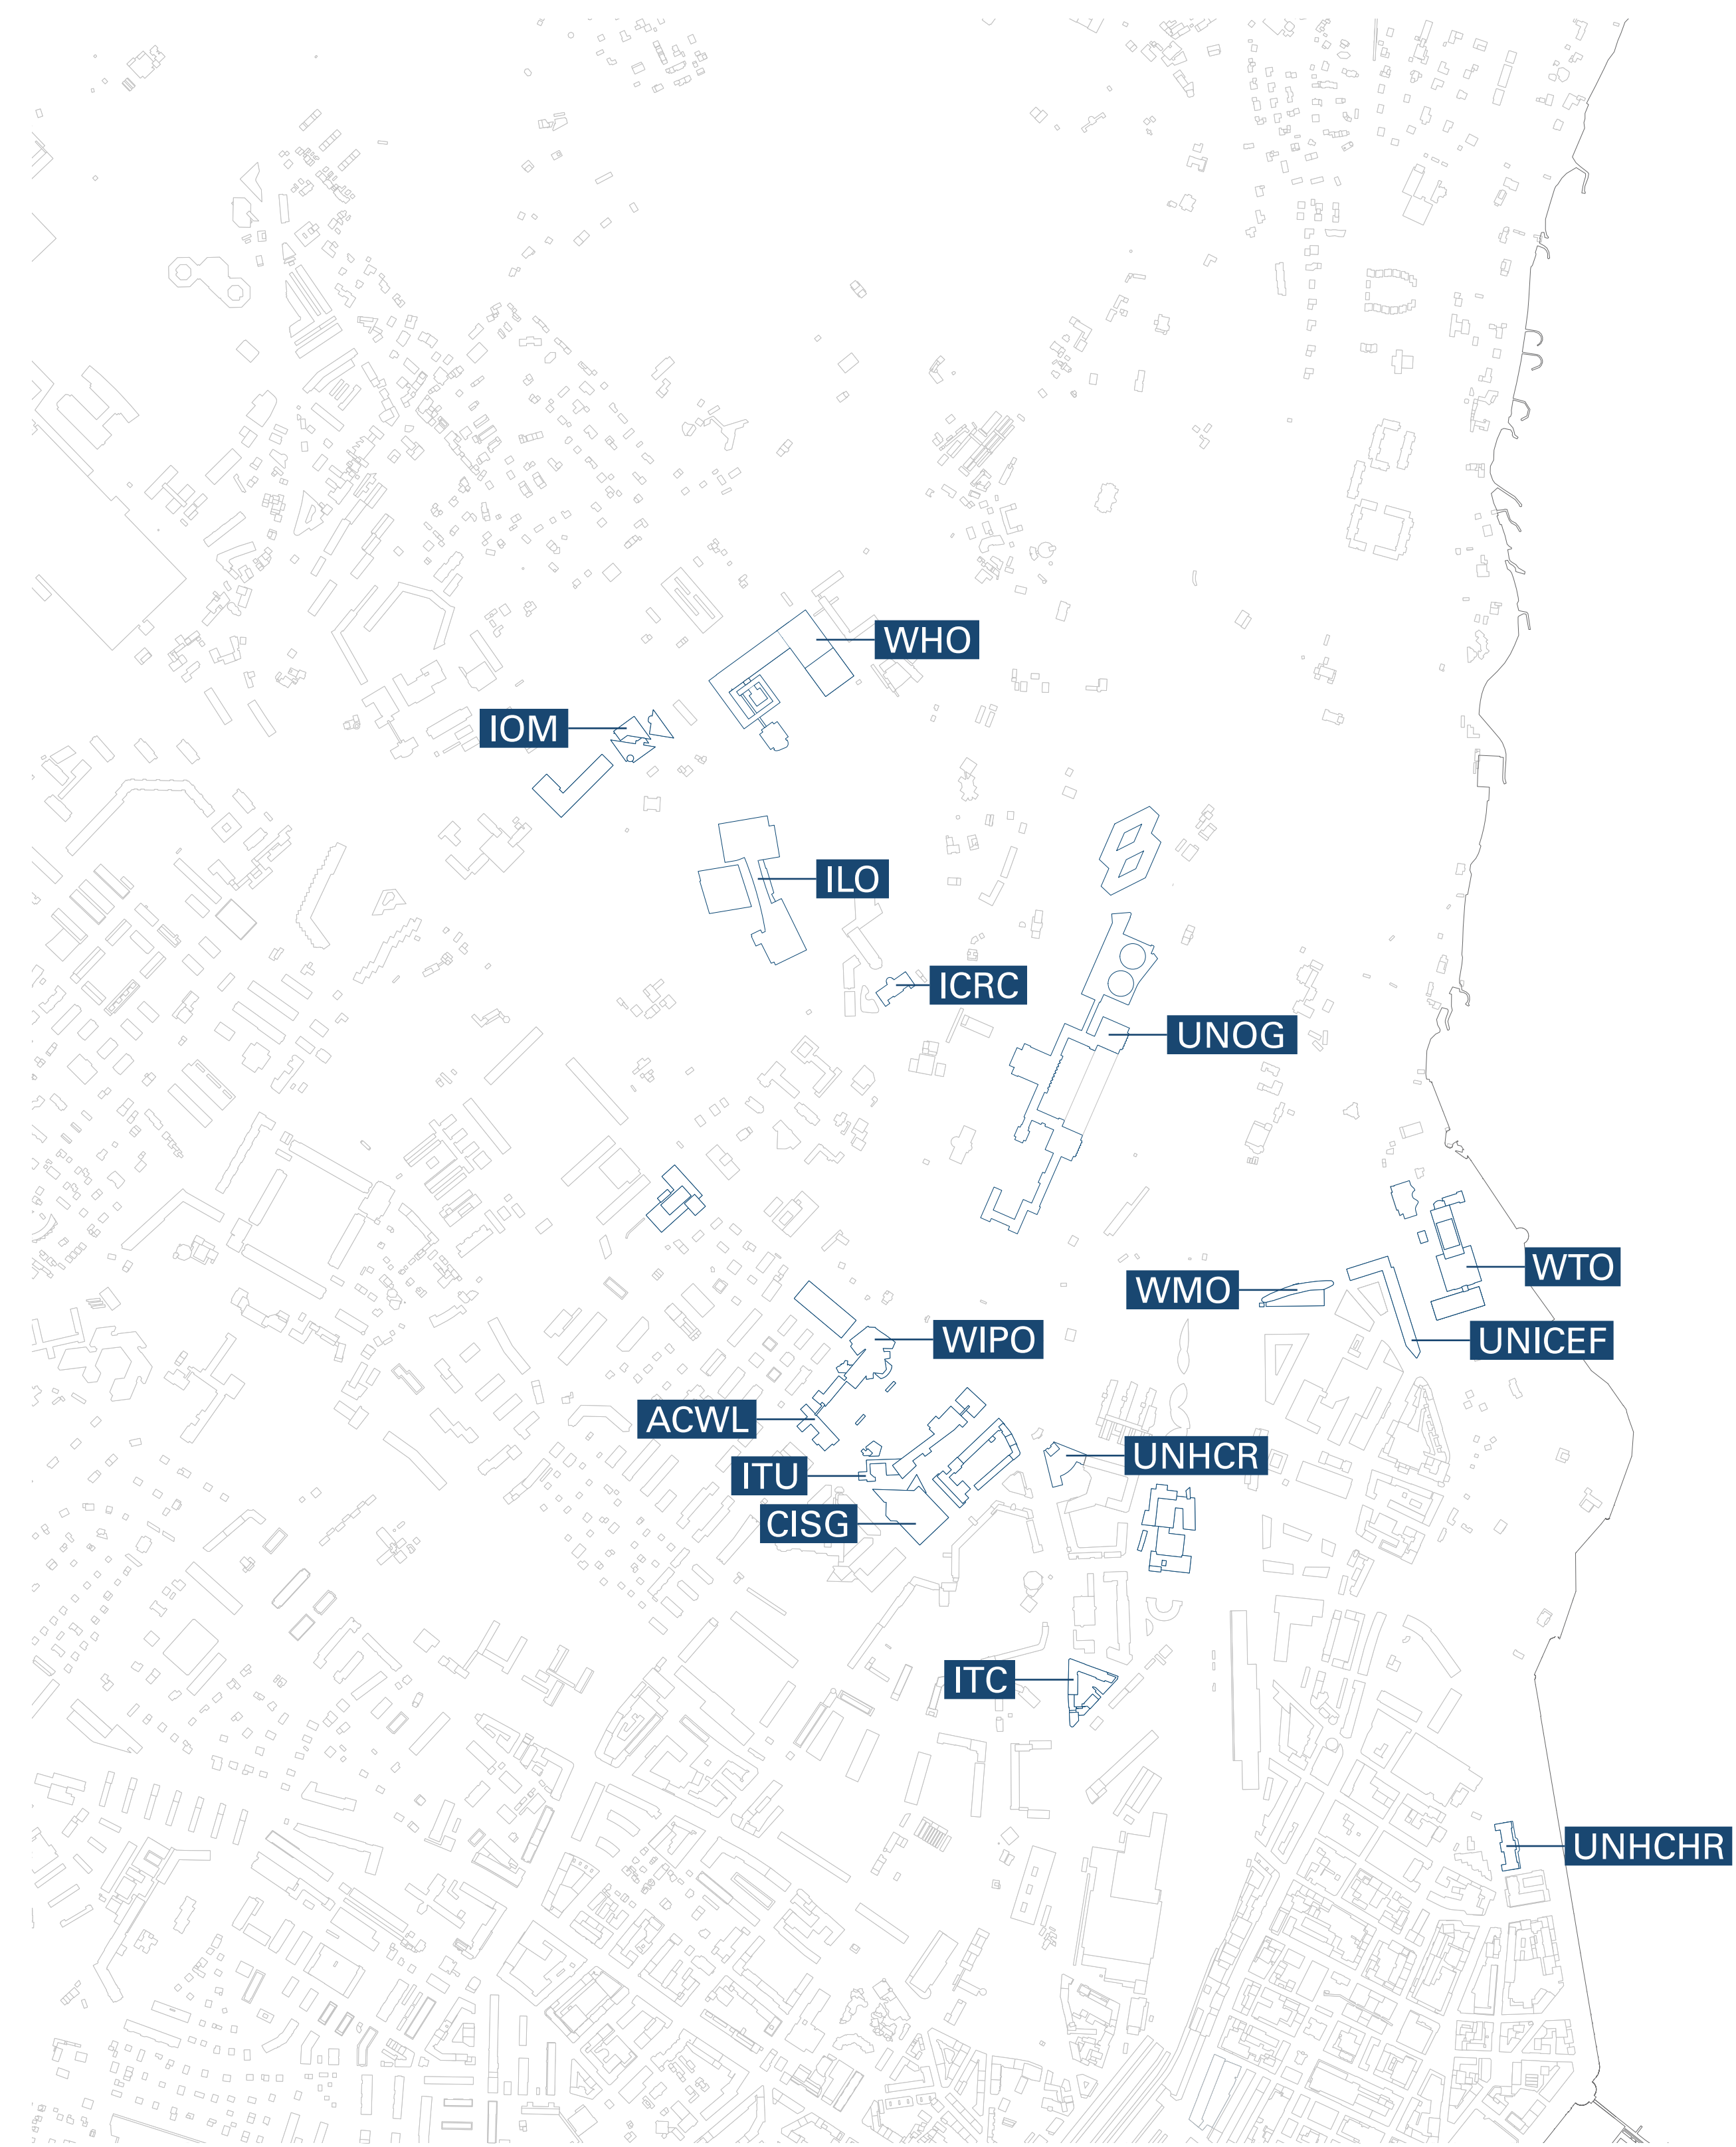 WHO
IOM
ILO
ICRC
UNOG
WTO
WMO
WIPO
UNICEF
ACWL
UNHCR
ITU
CISG
ITC
UNHCHR